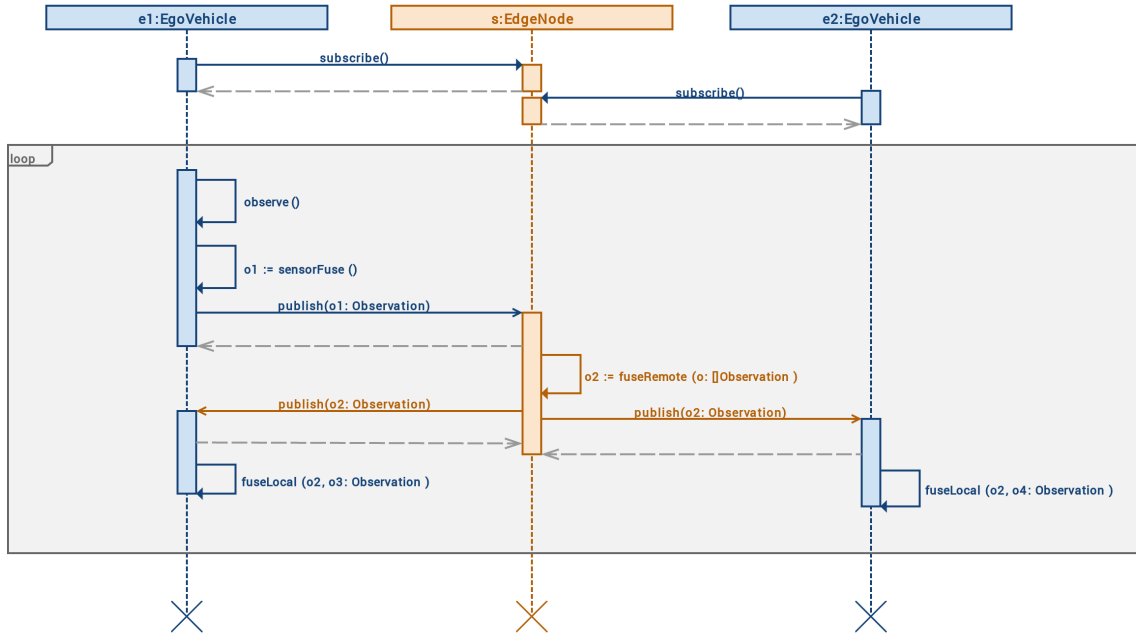 e1:EgoVehicle
s:EdgeNode
e2:EgoVehicle
subscribe()
subscribe()
loop
observe ()
o1 := sensorFuse ()
publish(o1: Observation)
o2 := fuseRemote (o: []Observation )
publish(o2: Observation)
publish(o2: Observation)
fuseLocal (o2, o3: Observation )
fuseLocal (o2, o4: Observation )